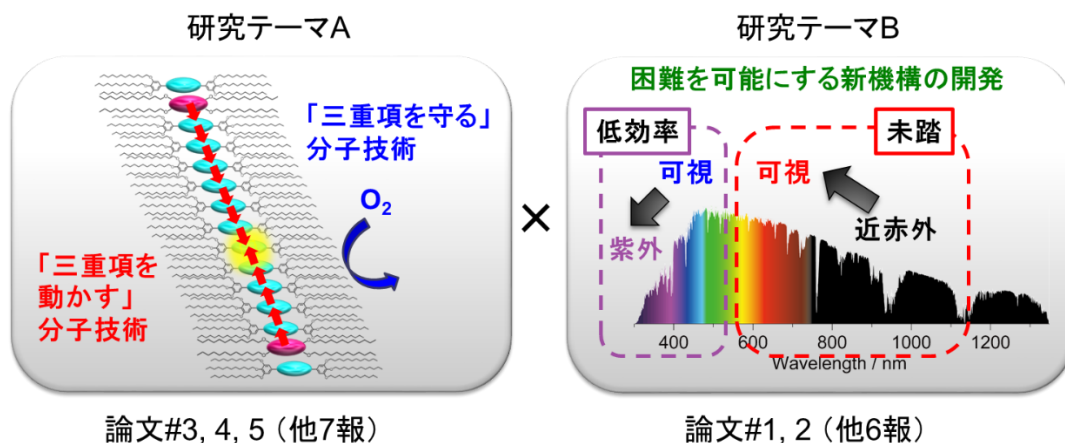 研究テーマA
「三重項を守る」
分子技術
O2
「三重項を
動かす」
分子技術
論文#3, 4, 5 (他7報)
×
研究テーマB
困難を可能にする新機構の開発
低効率
未踏
可視
可視
紫外
近赤外
400
600
800
1000
1200
Wavelength / nm
論文#1, 2 (他6報)